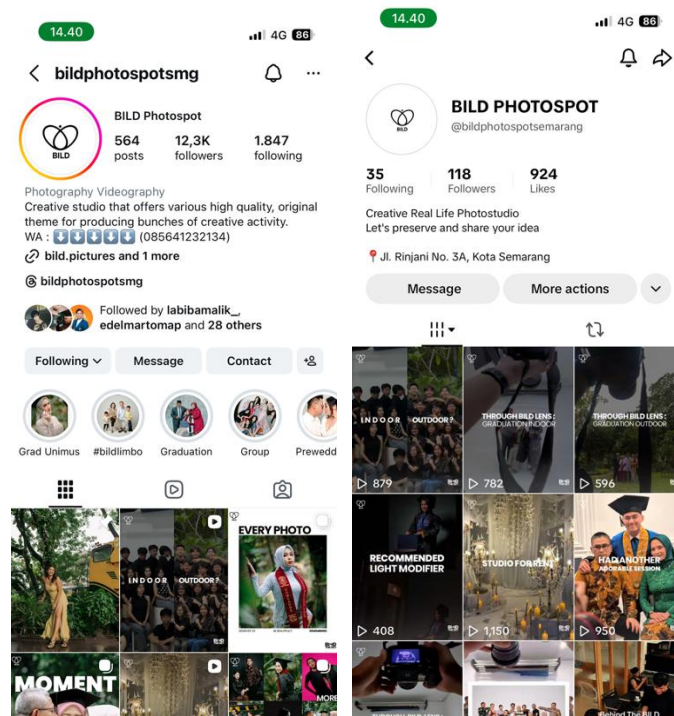 14.40
4G 86
bildphotospotsmg
BILD
BILD Photospot
564 12,3K 1.847
posts followers following
Photography Videography
Creative studio that offers various high quality, original
theme for producing bunches of creative activity.
WA : ⬇️⬇️⬇️⬇️⬇️ (085641232134)
bild.pictures and 1 more
bildphotospotsmg
Followed by labibamalik_,
edelmartomap and 28 others
Following Message Contact
Grad Unimus #bildlimbo Graduation Group Prewedd
INDOOR OUTDOOR?
EVERY PHOTO
MOMENT
MORE
14.40
4G 86
BILD
BILD PHOTOSPOT
@bildphotospotsemarang
35 118 924
Following Followers Likes
Creative Real Life Photostudio
Let's preserve and share your idea
📍Jl. Rinjani No. 3A, Kota Semarang
Message More actions
INDOOR OUTDOOR?
879
THROUGH BILD LENS :
GRADUATION INDOOR
782
THROUGH BILD LENS :
GRADUATION OUTDOOR
596
RECOMMENDED
LIGHT MODIFIER
408
STUDIO FOR RENT
1,150
HAD ANOTHER
ADORABLE SESSION
950
THROUGH BILD LENS :
Behind The BILD